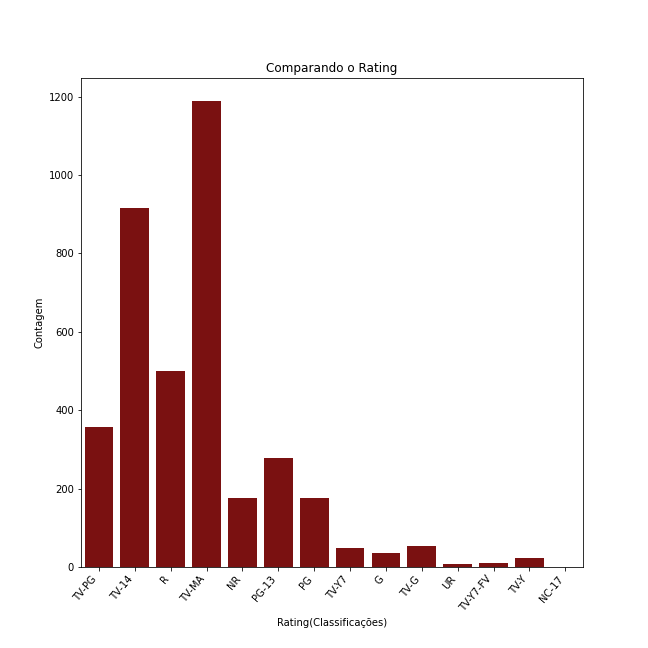 Comparando o Rating
1200
1000
800
600
400
200
0
Contagem
TV-PG
TV-14
R
TV-MA
NR
PG-13
PG
TV-Y7
G
TV-G
UR
TV-Y7-FV
TV-Y
NC-17
Rating(Classificações)